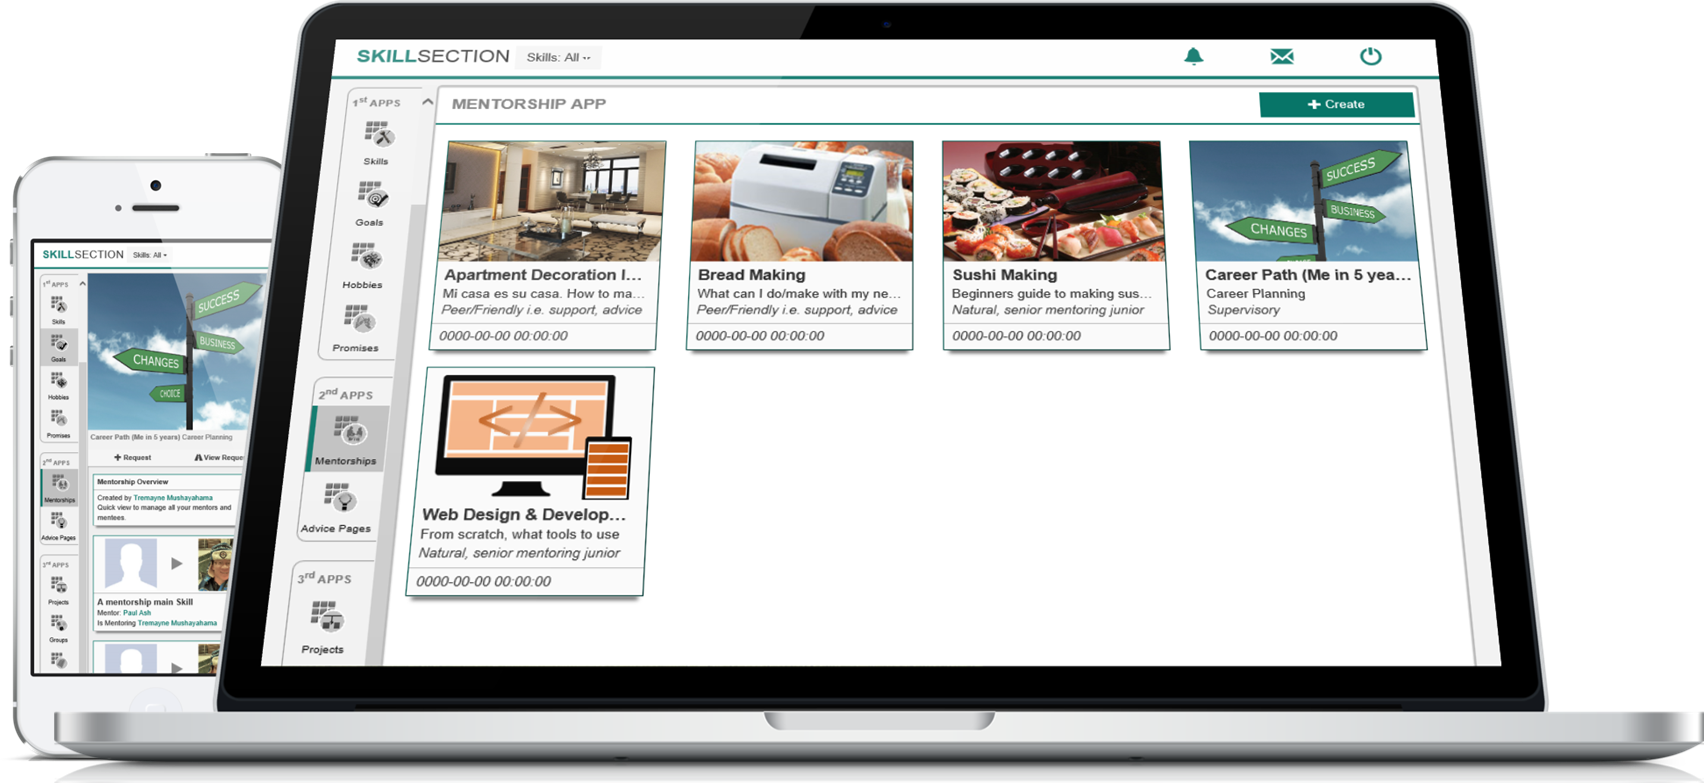 SKILLSECTION Skills: All
1st APPS
Skills
Goals
Hobbies
Promises
2nd APPS
Mentorships
Advice Pages
3rd APPS
Projects
MENTORSHIP APP
Create
SUCCESS
BUSINESS
CHANGES
Apartment Decoration I...
Mi casa es su casa. How to ma...
Peer/Friendly i.e. support, advice
0000-00-00 00:00:00
Bread Making
What can I do/make with my ne...
Peer/Friendly i.e. support, advice
0000-00-00 00:00:00
Sushi Making
Beginners guide to making sus...
Natural, senior mentoring junior
0000-00-00 00:00:00
Career Path (Me in 5 yea...
Career Planning
Supervisory
0000-00-00 00:00:00
</>
Web Design & Develop...
From scratch, what tools to use
Natural, senior mentoring junior
0000-00-00 00:00:00
SKILLSECTION Skills: All
1st APPS
Skills
Goals
Hobbies
Promises
2nd APPS
Mentorships
Advice Pages
3rd APPS
Projects
Groups
SUCCESS
BUSINESS
CHANGES
CHOICE
Career Path (Me in 5 years) Career Planning
Request View Reque
Mentorship Overview
Created by Tremayne Mushayahama
Quick view to manage all your mentors and
mentees.
A mentorship main Skill
Mentor: Paul Ash
Is Mentoring Tremayne Mushayahama